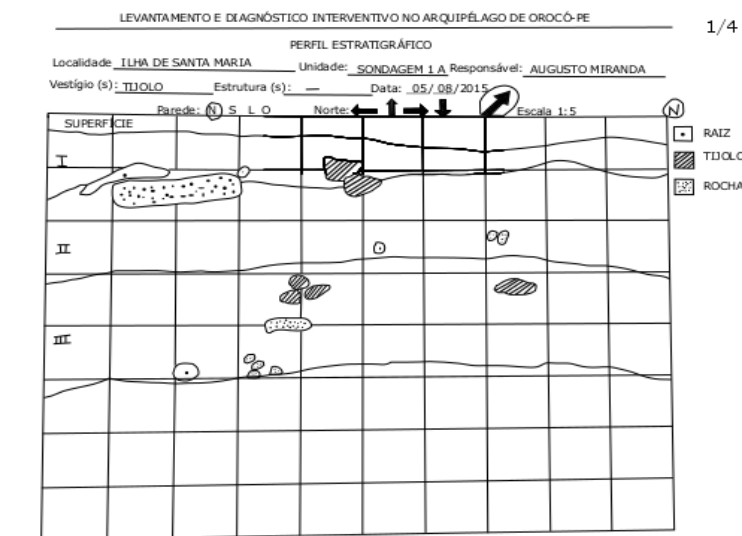 LEVANTAMENTO E DIAGNÓSTICO INTERVENTIVO NO ARQUIPÉLAGO DE OROCÓ-PE
1/4
PERFIL ESTRATIGRÁFICO
Localidade ILHA DE SANTA MARIA Unidade: SONDAGEM 1 A Responsável: AUGUSTO MIRANDA
Vestígio (s): TIJOLO Estrutura (s): — Data: 05/08/2015
Parede: N S L O Norte: Escala 1:5 N
SUPERFÍCIE
RAIZ
I
TIJOLO
ROCHA
II
III